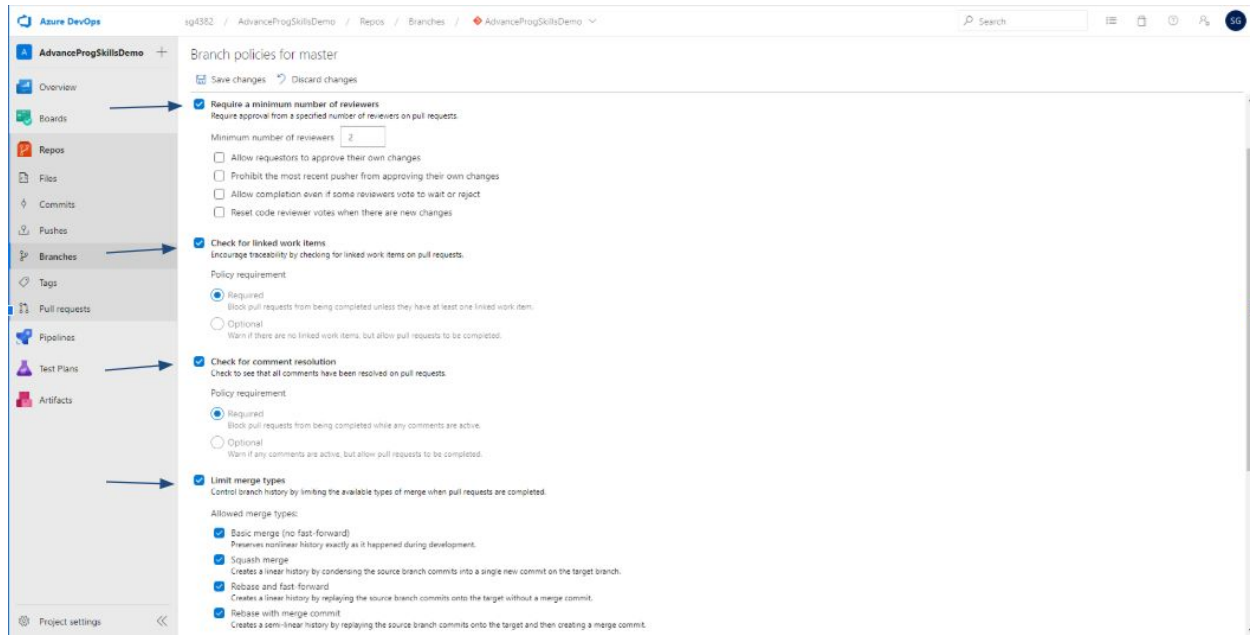 Azure DevOps
sg4382 / AdvanceProgSkillsDemo / Repos / Branches / AdvanceProgSkillsDemo
Search
SG
A AdvanceProgSkillsDemo
Overview
Boards
Repos
Files
Commits
Pushes
Branches
Tags
Pull requests
Pipelines
Test Plans
Artifacts
Project settings
Branch policies for master
Save changes Discard changes
Require a minimum number of reviewers
Require approval from a specified number of reviewers on pull requests.
Minimum number of reviewers 2
Allow requestors to approve their own changes
Prohibit the most recent pusher from approving their own changes
Allow completion even if some reviewers vote to wait or reject
Reset code reviewer votes when there are new changes
Check for linked work items
Encourage traceability by checking for linked work items on pull requests.
Policy requirement
Required
Block pull requests from being completed unless they have at least one linked work item.
Optional
Warn if there are no linked work items, but allow pull requests to be completed.
Check for comment resolution
Check to see that all comments have been resolved on pull requests.
Policy requirement
Required
Block pull requests from being completed while any comments are active.
Optional
Warn if any comments are active, but allow pull requests to be completed.
Limit merge types
Control branch history by limiting the available types of merge when pull requests are completed.
Allowed merge types:
Basic merge (no fast-forward)
Preserves nonlinear history exactly as it happened during development.
Squash merge
Creates a linear history by condensing the source branch commits into a single new commit on the target branch.
Rebase and fast-forward
Creates a linear history by replaying the source branch commits onto the target without a merge commit.
Rebase with merge commit
Creates a semi-linear history by replaying the source branch commits onto the target and then creating a merge commit.